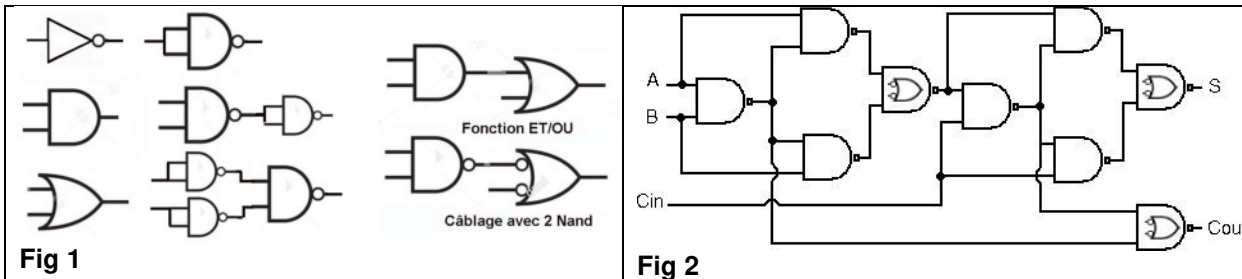 Fonction ET/OU
Câblage avec 2 Nand
Fig 1
A
B
Cin
S
Cou
Fig 2